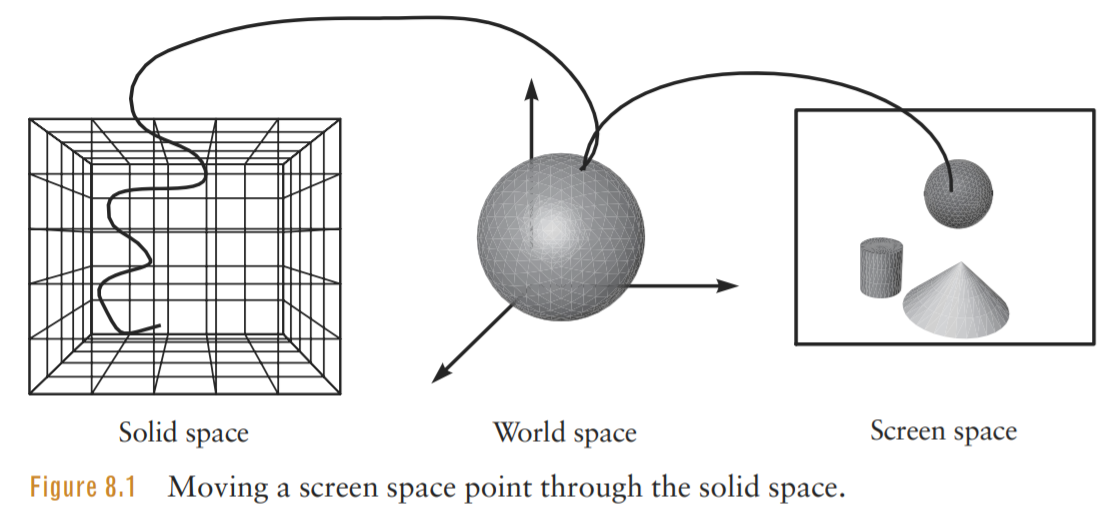 Solid space
World space
Screen space
Figure 8.1 Moving a screen space point through the solid space.